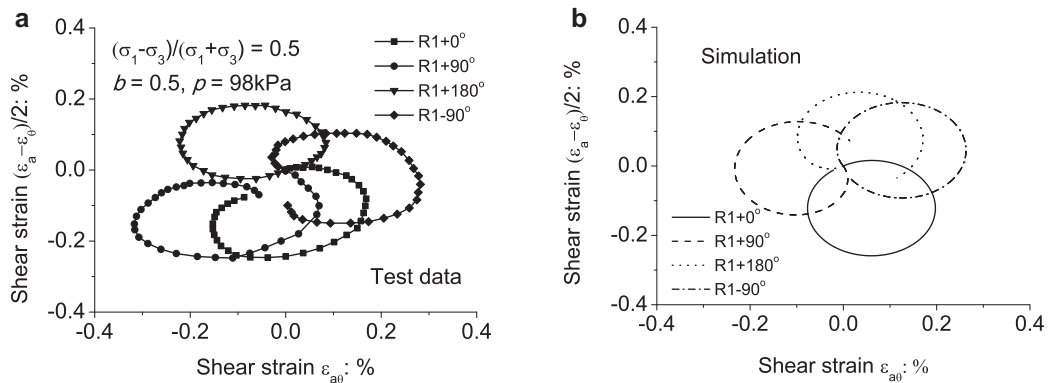 a
(σ1-σ3)/(σ1+σ3) = 0.5
b = 0.5, p = 98kPa
R1+0°
R1+90°
R1+180°
R1-90°
Test data
0.4
0.2
0.0
-0.2
-0.4
-0.4
-0.2
0.0
0.2
0.4
Shear strain (εa–εθ)/2: %
Shear strain εaθ: %
b
Simulation
R1+0°
R1+90°
R1+180°
R1-90°
0.4
0.2
0.0
-0.2
-0.4
-0.4
-0.2
0.0
0.2
0.4
Shear strain (εa–εθ)/2: %
Shear strain εaθ: %